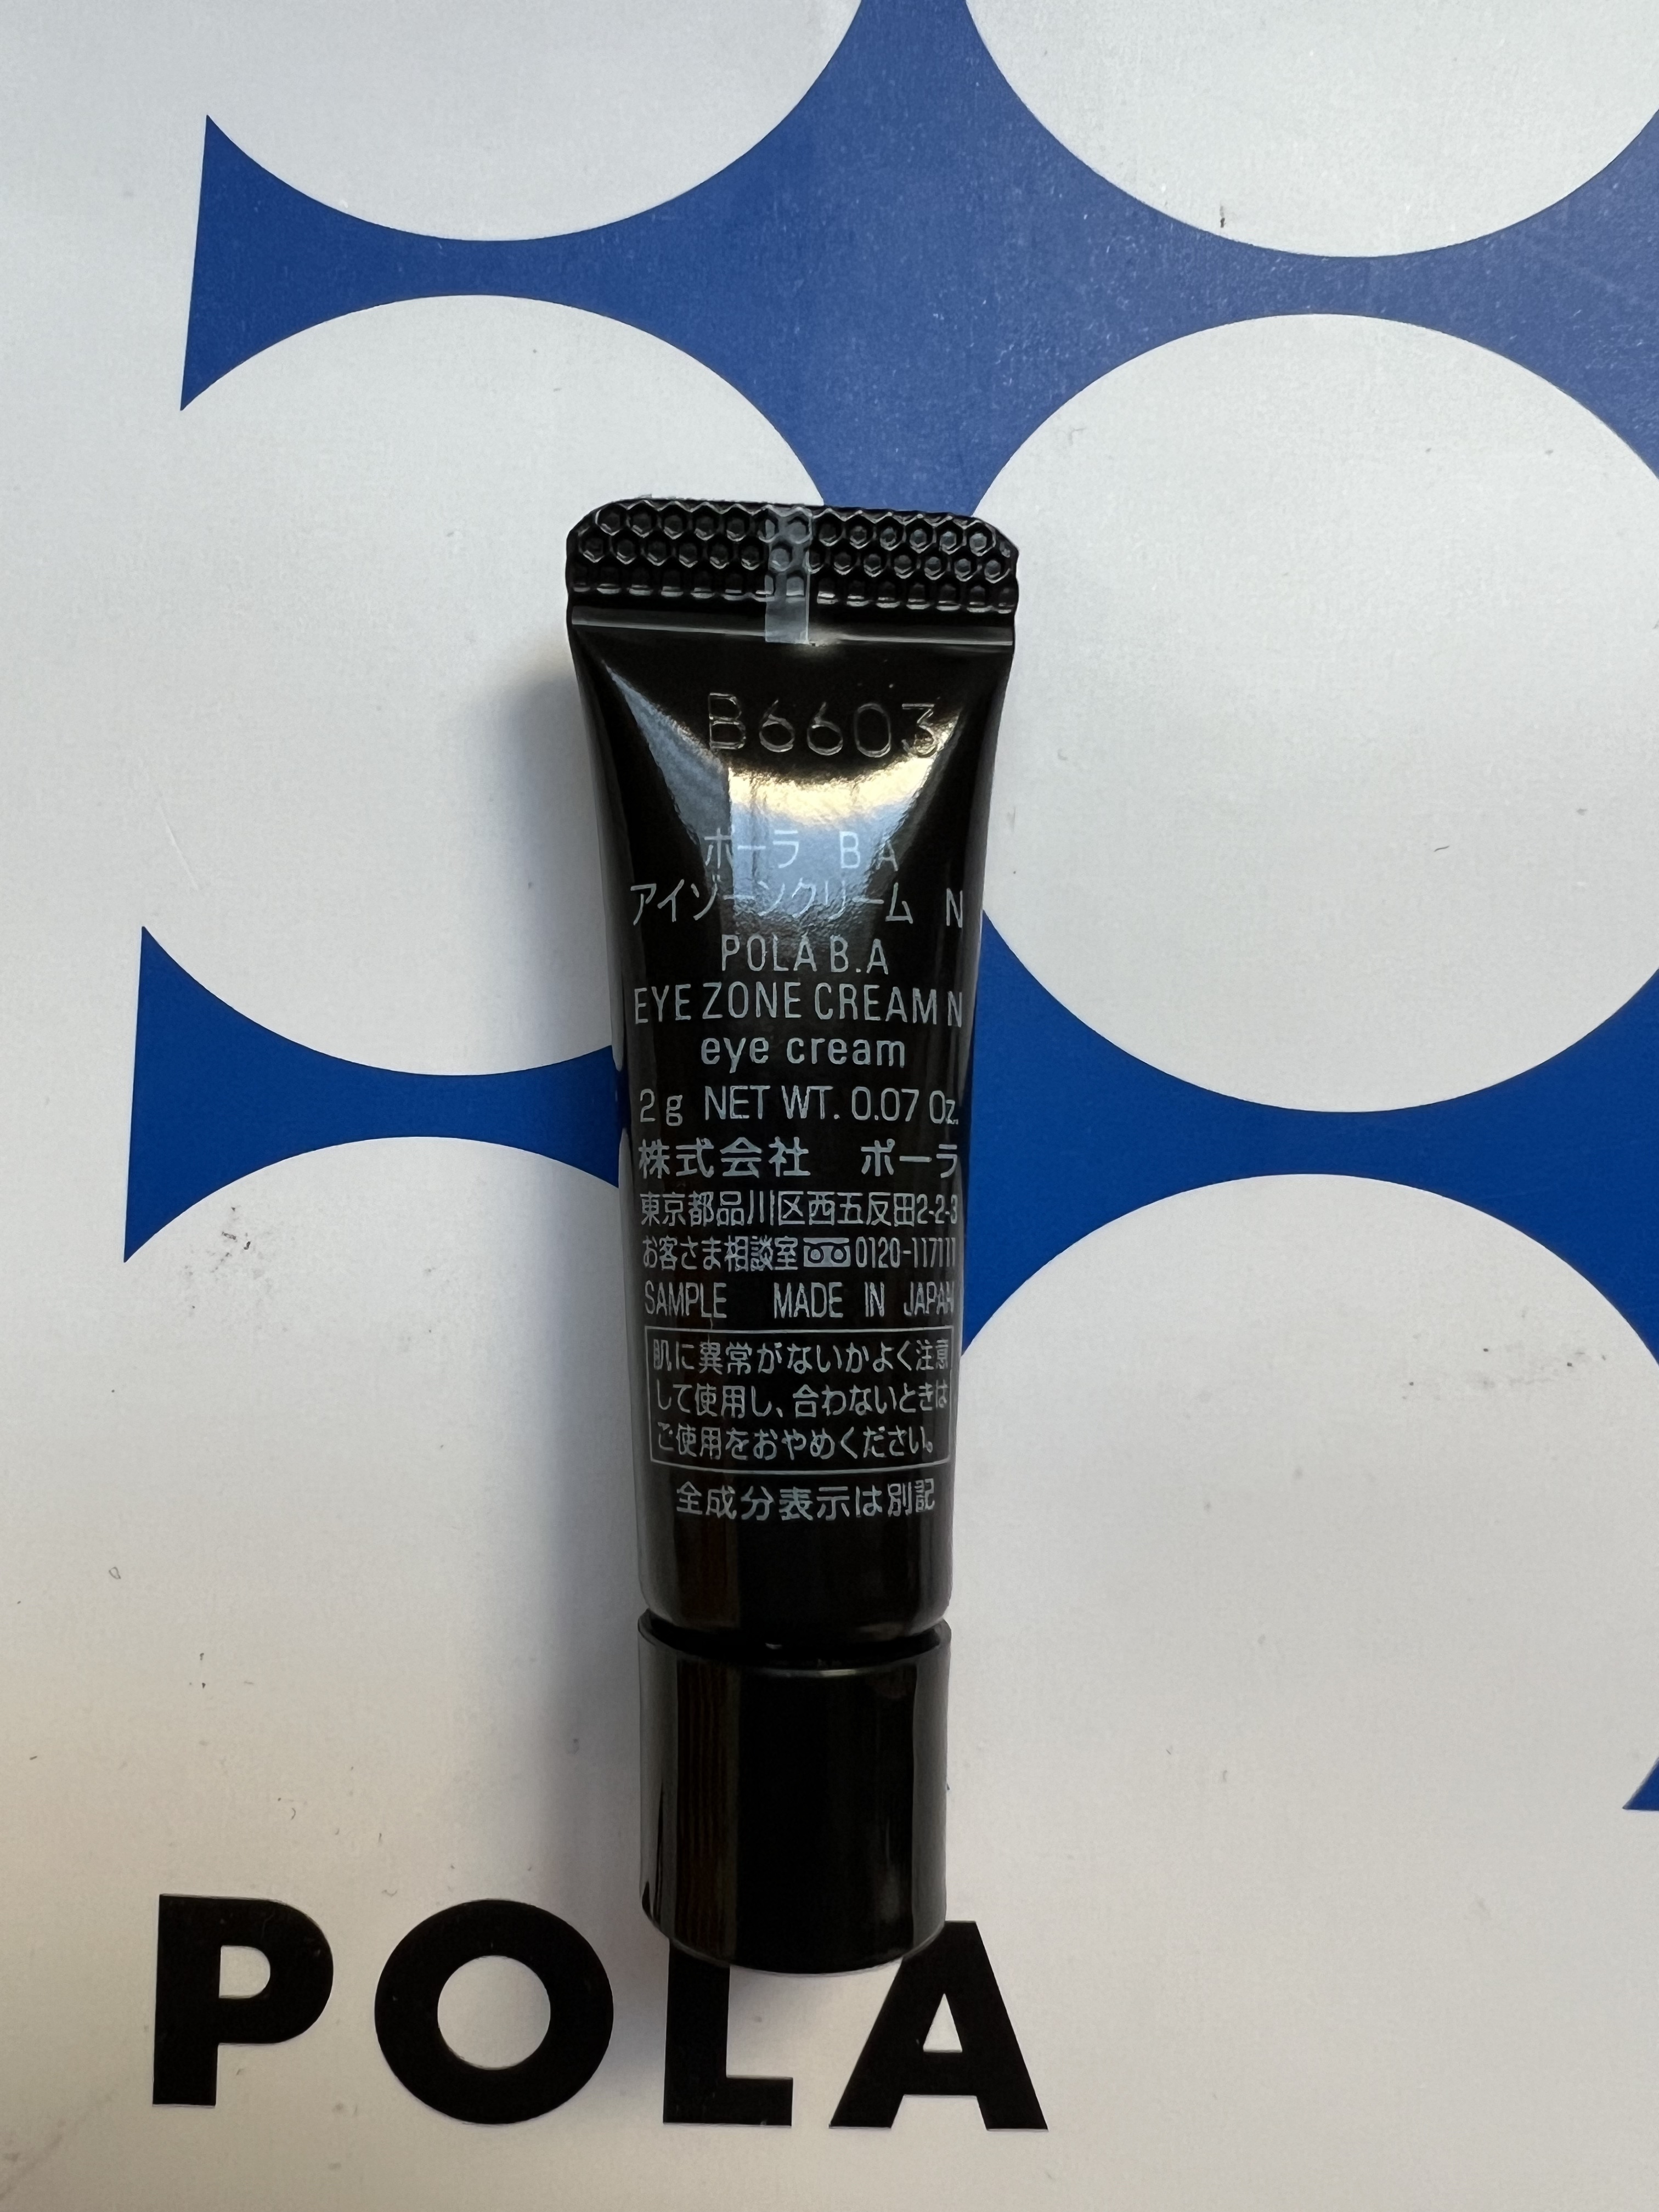 B6603
ポーラ B.A
アイゾーンクリーム N
POLA B.A
EYE ZONE CREAM N
eye cream
2g NET WT. 0.07 Oz.
株式会社 ポーラ
東京都品川区西五反田2-2-3
お客さま相談室 0120-117111
SAMPLE MADE IN JAPAN
肌に異常がないかよく注意
して使用し、合わないときは
ご使用をおやめください。
全成分表示は別記
POLA